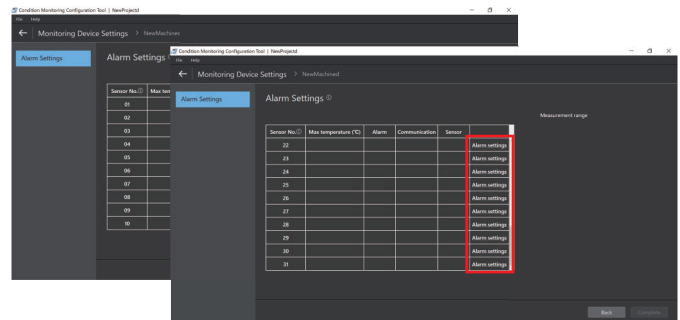 Condition Monitoring Configuration Tool | NewProjectd
File Help
← Monitoring Device Settings > NewMachines
Alarm Settings
Alarm Settings
Sensor No.ⓘ Max tem
01
02
03
04
05
06
07
08
09
10
Condition Monitoring Configuration Tool | NewProjectd
File Help
← Monitoring Device Settings > NewMachined
Alarm Settings
Alarm Settings ⓘ
Measurement range
Sensor No.ⓘ Max temperature (℃) Alarm Communication Sensor
22 Alarm settings
23 Alarm settings
24 Alarm settings
25 Alarm settings
26 Alarm settings
27 Alarm settings
28 Alarm settings
29 Alarm settings
30 Alarm settings
31 Alarm settings
Back Complete